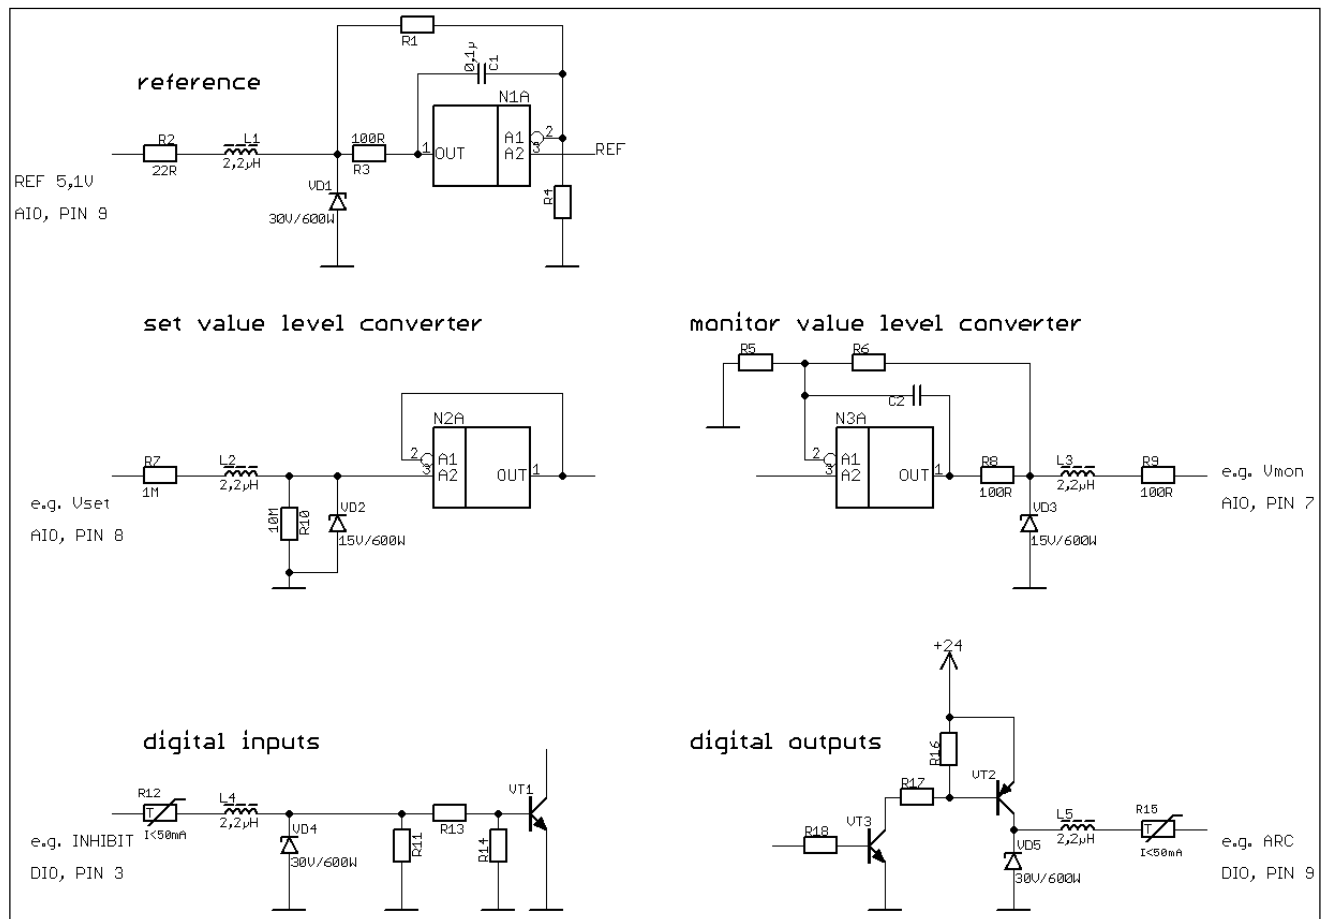 reference
R1
0,1µ
C1
N1A
A1
2
OUT
1
A2
3
REF
R2
22R
L1
2,2µH
100R
R3
R4
VD1
30V/600W
REF 5,1V
AIO, PIN 9
set value level converter
N2A
2
A1
3
A2
OUT
1
R7
1M
L2
2,2µH
10M
R10
VD2
15V/600W
e.g. Vset
AIO, PIN 8
monitor value level converter
R5
R6
C2
N3A
2
A1
3
A2
OUT
1
R8
100R
L3
2,2µH
R9
100R
VD3
15V/600W
e.g. Vmon
AIO, PIN 7
digital inputs
R12
T
I<50mA
L4
2,2µH
VD4
30V/600W
R11
R13
R14
VT1
e.g. INHIBIT
DIO, PIN 3
digital outputs
+24
R16
R17
VT2
VT3
R18
L5
2,2µH
R15
T
I<50mA
VD5
30V/600W
e.g. ARC
DIO, PIN 9